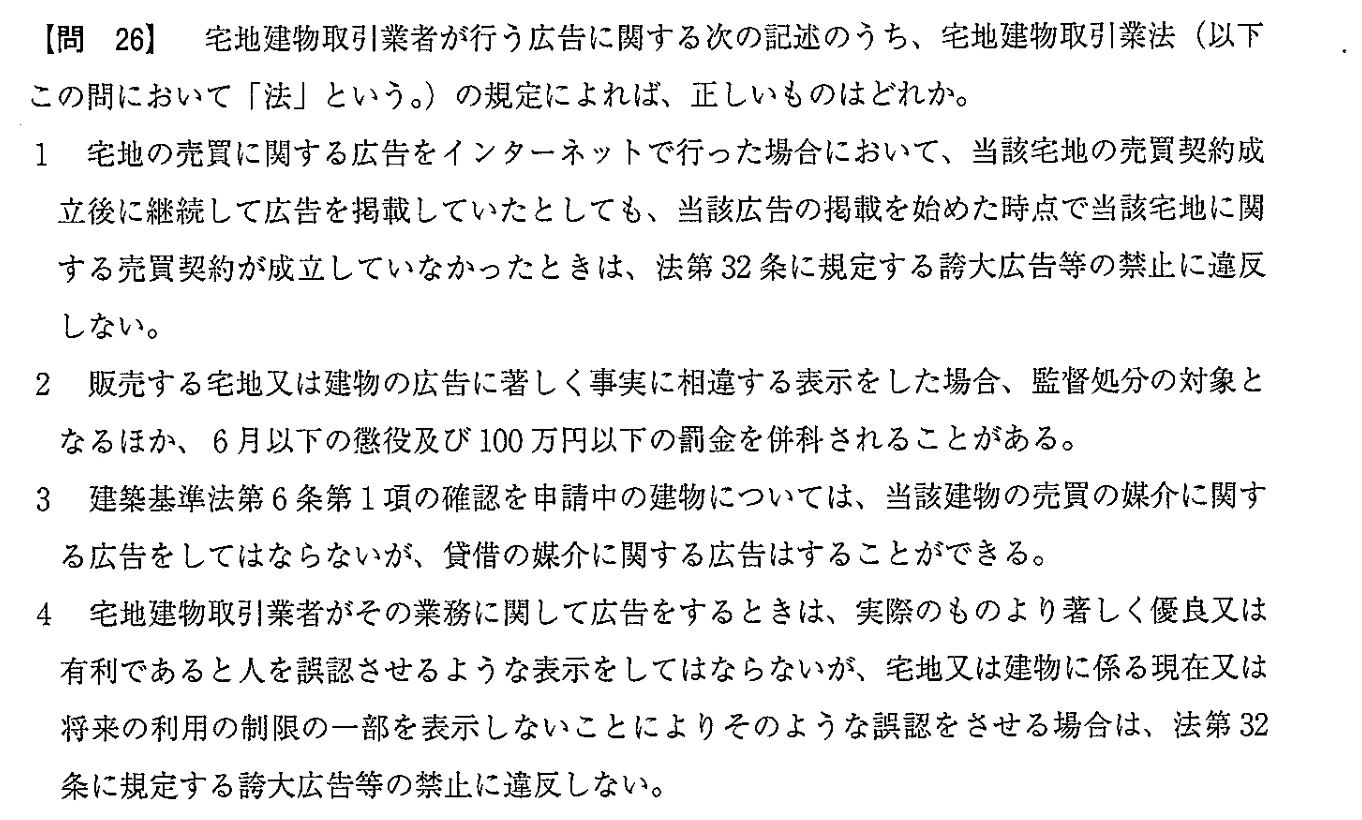 【問　26】　宅地建物取引業者が行う広告に関する次の記述のうち、宅地建物取引業法（以下
この問において「法」という。）の規定によれば、正しいものはどれか。
1　宅地の売買に関する広告をインターネットで行った場合において、当該宅地の売買契約成
立後に継続して広告を掲載していたとしても、当該広告の掲載を始めた時点で当該宅地に関
する売買契約が成立していなかったときは、法第32条に規定する誇大広告等の禁止に違反
しない。
2　販売する宅地又は建物の広告に著しく事実に相違する表示をした場合、監督処分の対象と
なるほか、6月以下の懲役及び100万円以下の罰金を併科されることがある。
3　建築基準法第6条第1項の確認を申請中の建物については、当該建物の売買の媒介に関す
る広告をしてはならないが、貸借の媒介に関する広告はすることができる。
4　宅地建物取引業者がその業務に関して広告をするときは、実際のものより著しく優良又は
有利であると人を誤認させるような表示をしてはならないが、宅地又は建物に係る現在又は
将来の利用の制限の一部を表示しないことによりそのような誤認をさせる場合は、法第32
条に規定する誇大広告等の禁止に違反しない。